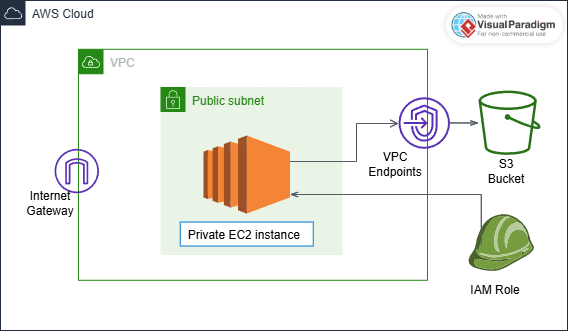 AWS Cloud
Made with
Visual Paradigm
For non-commercial use
VPC
Public subnet
VPC
Endpoints
S3
Bucket
Internet
Gateway
Private EC2 instance
IAM Role